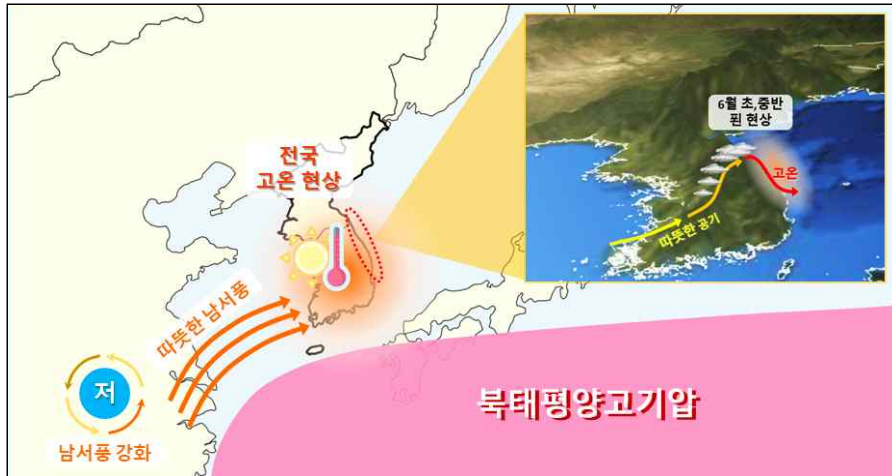 6월 초,중반
푄 현상
고온
따뜻한 공기
전국
고온 현상
따뜻한 남서풍
저
남서풍 강화
북태평양고기압